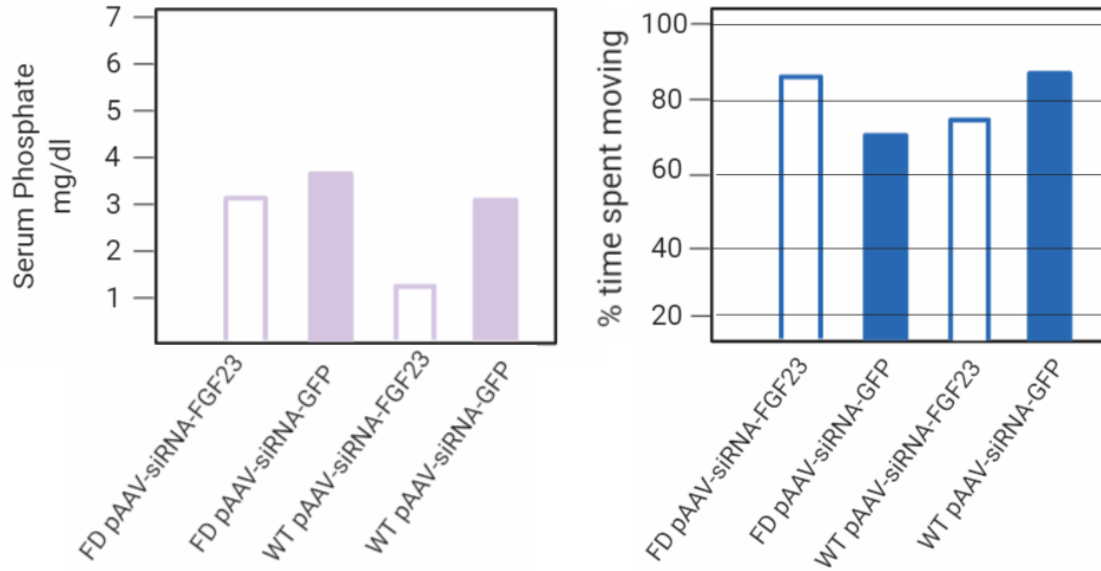 Serum Phosphate
mg/dl
7
6
5
4
3
2
1
FD pAAV-siRNA-FGF23
FD pAAV-siRNA-GFP
WT pAAV-siRNA-FGF23
WT pAAV-siRNA-GFP
% time spent moving
100
80
60
40
20
FD pAAV-siRNA-FGF23
FD pAAV-siRNA-GFP
WT pAAV-siRNA-FGF23
WT pAAV-siRNA-GFP